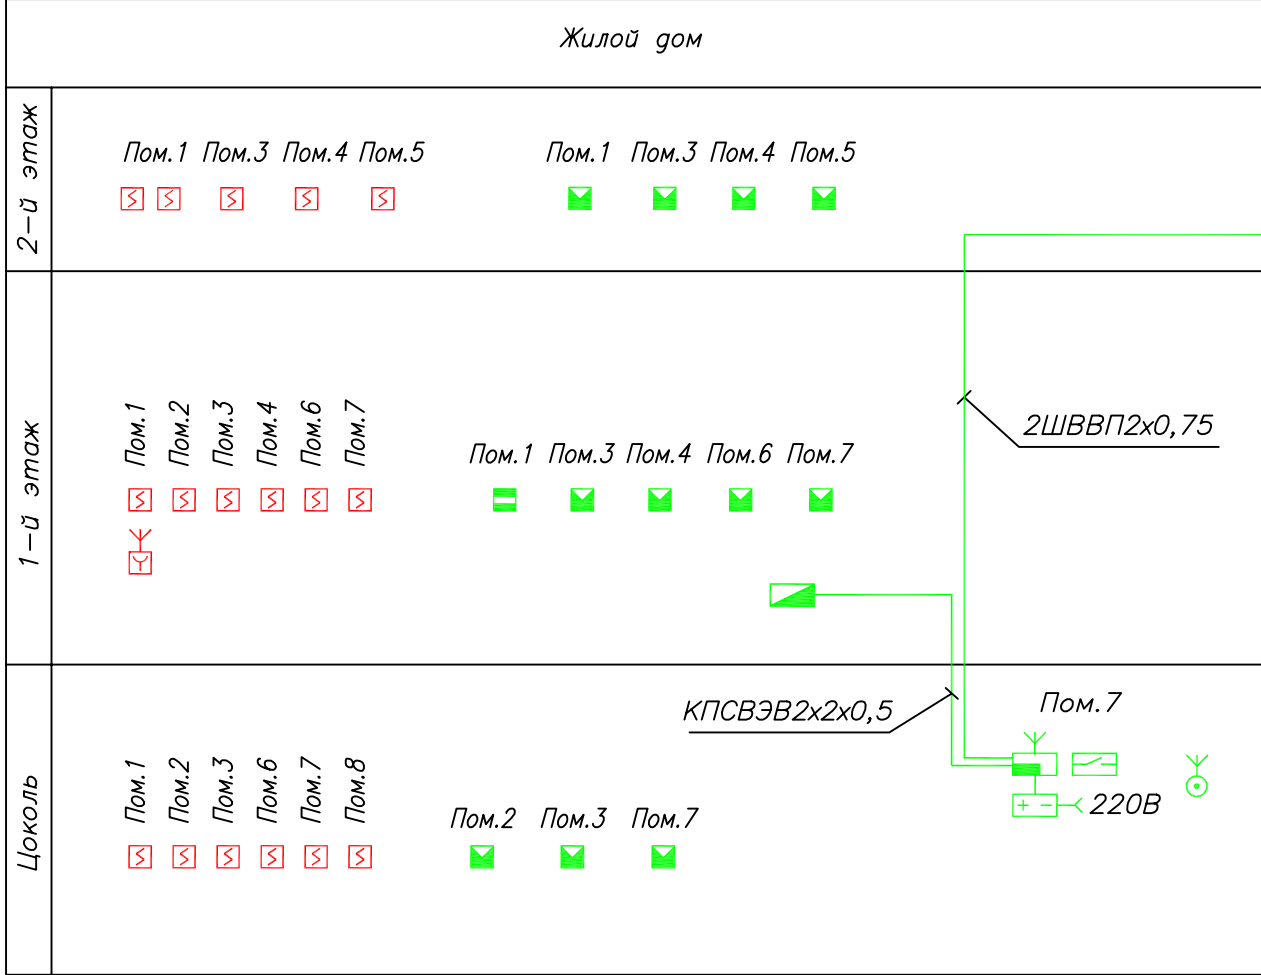 Жилой дом
2-й этаж
Пом.1 Пом.3 Пом.4 Пом.5
Пом.1 Пом.3 Пом.4 Пом.5
1-й этаж
Пом.1
Пом.2
Пом.3
Пом.4
Пом.6
Пом.7
Пом.1 Пом.3 Пом.4 Пом.6 Пом.7
2ШВВП2х0,75
КПСВЭВ2х2х0,5
Цоколь
Пом.1
Пом.2
Пом.3
Пом.6
Пом.7
Пом.8
Пом.2 Пом.3 Пом.7
Пом.7
+ -
220В